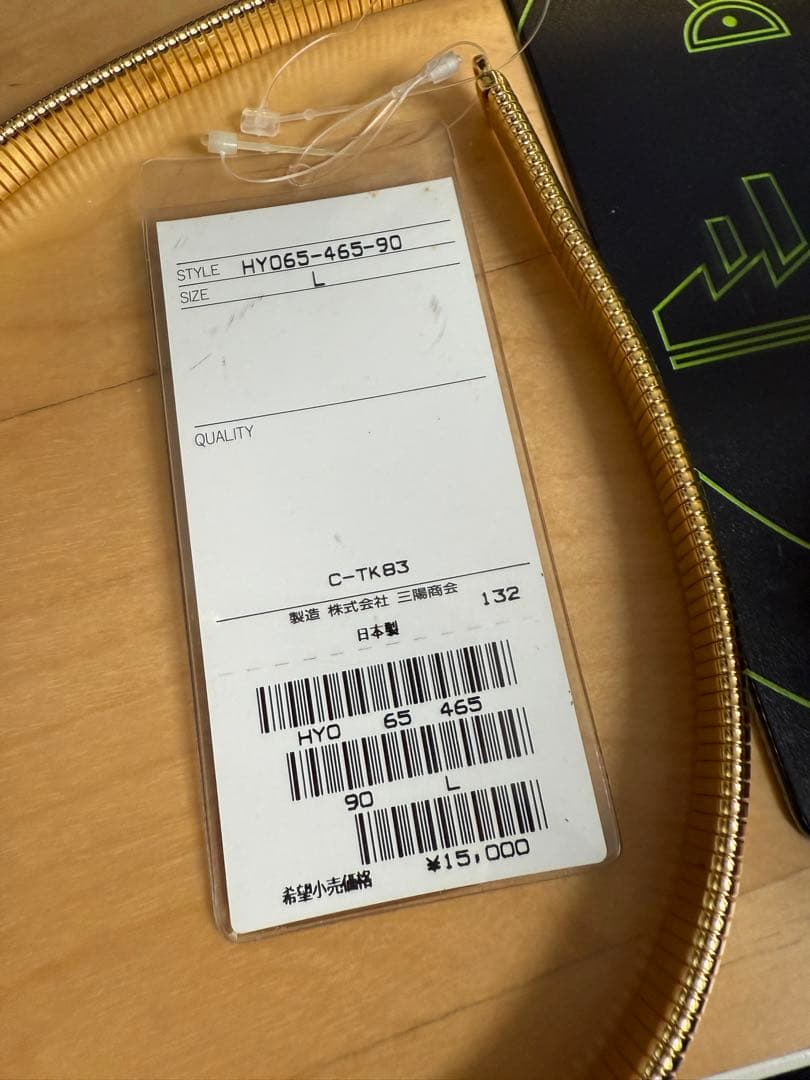 STYLE HY065-465-90
SIZE L
QUALITY
C-TK83
製造 株式会社 三陽商会 132
日本製
HY0 65 465
90 L
¥15,000
希望小売価格